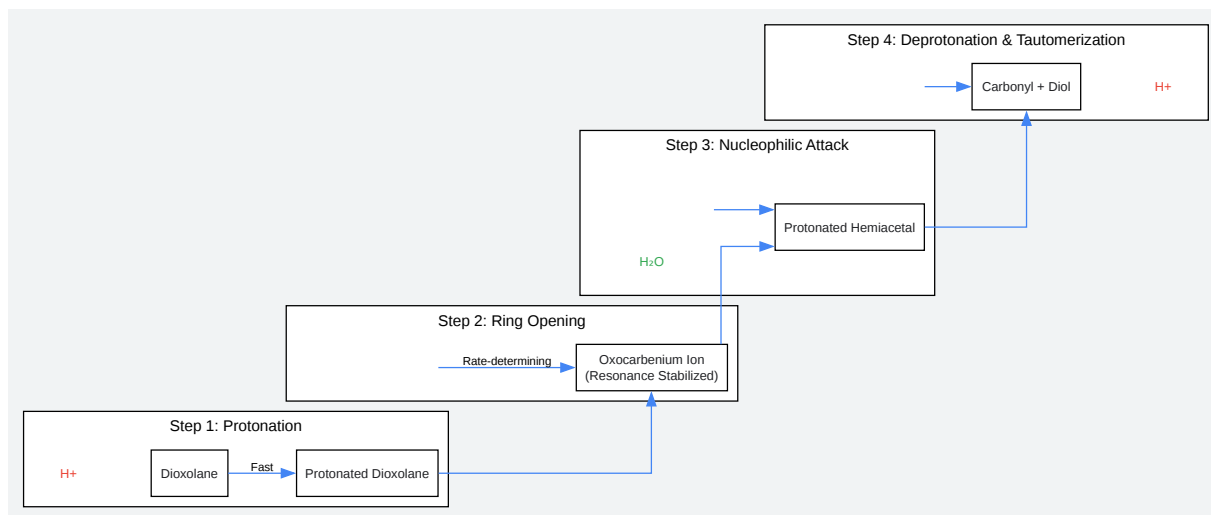 Step 4: Deprotonation & Tautomerization
Carbonyl + Diol
H+
Step 3: Nucleophilic Attack
Protonated Hemiacetal
H₂O
Step 2: Ring Opening
Rate-determining
Oxocarbenium Ion
(Resonance Stabilized)
Step 1: Protonation
H+
Dioxolane
Fast
Protonated Dioxolane